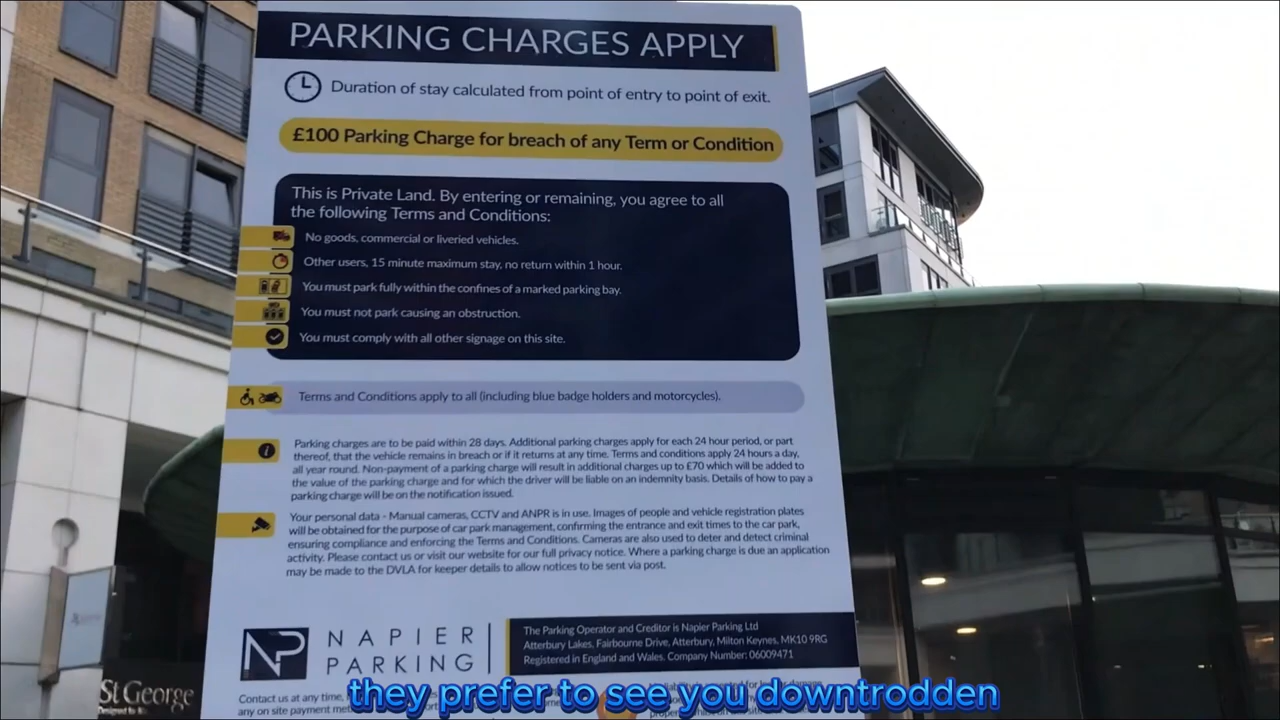 PARKING CHARGES APPLY
Duration of stay calculated from point of entry to point of exit.
£100 Parking Charge for breach of any Term or Condition
This is Private Land. By entering or remaining, you agree to all
the following Terms and Conditions:
No goods, commercial or liveried vehicles.
Other users, 15 minute maximum stay, no return within 1 hour.
You must park fully within the confines of a marked parking bay.
You must not park causing an obstruction.
You must comply with all other signage on this site.
Terms and Conditions apply to all (including blue badge holders and motorcycles).
Parking charges are to be paid within 28 days. Additional parking charges apply for each 24 hour period, or part
thereof, that the vehicle remains in breach or if it returns at any time. Terms and conditions apply 24 hours a day,
all year round. Non-payment of a parking charge will result in additional charges up to £70 which will be added to
the value of the parking charge and for which the driver will be liable on an indemnity basis. Details of how to pay a
parking charge will be on the notification issued.
Your personal data - Manual cameras, CCTV and ANPR is in use. Images of people and vehicle registration plates
will be obtained for the purpose of car park management, confirming the entrance and exit times to the car park,
ensuring compliance and enforcing the Terms and Conditions. Cameras are also used to deter and detect criminal
activity. Please contact us or visit our website for our full privacy notice. Where a parking charge is due an application
may be made to the DVLA for keeper details to allow notices to be sent via post.
NP
NAPIER
PARKING
The Parking Operator and Creditor is Napier Parking Ltd
Atterbury Lakes, Fairbourne Drive, Atterbury, Milton Keynes, MK10 9RG
Registered in England and Wales. Company Number: 06009471
St George
Designed for life
Contact us at any time,
any on site payment
they prefer to see you downtrodden